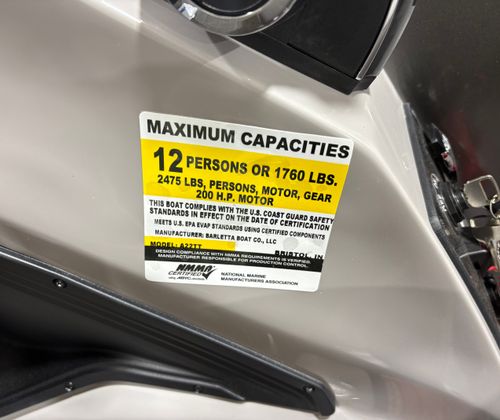 MAXIMUM CAPACITIES
12 PERSONS OR 1760 LBS.
2475 LBS, PERSONS, MOTOR, GEAR
200 H.P. MOTOR
THIS BOAT COMPLIES WITH THE U.S. COAST GUARD SAFETY
STANDARDS IN EFFECT ON THE DATE OF CERTIFICATION
MEETS U.S. EPA EVAP STANDARDS USING CERTIFIED COMPONENTS
MANUFACTURER: BARLETTA BOAT CO., LLC
MODEL: BRISTOL, IN
DESIGN COMPLIANCE WITH NMMA REQUIREMENTS IS VERIFIED.
MANUFACTURER RESPONSIBLE FOR PRODUCTION CONTROL.
NMMA
CERTIFIED
NATIONAL MARINE
MANUFACTURERS ASSOCIATION